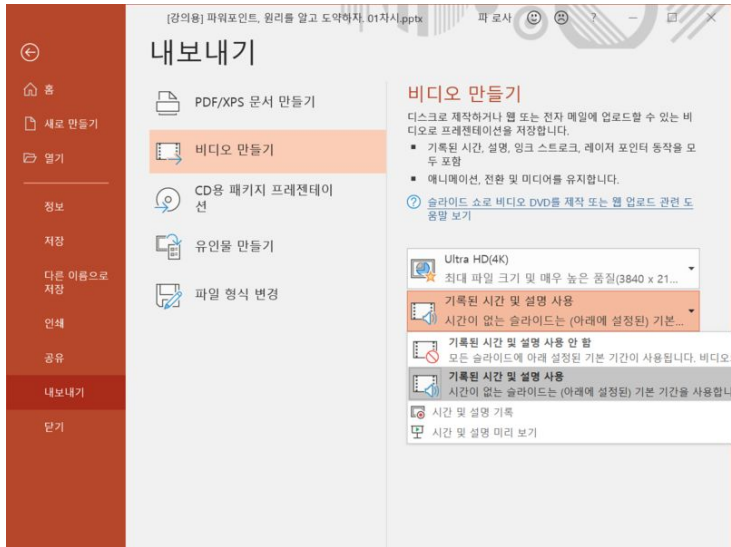 [강의용] 파워포인트, 원리를 알고 도약하자. 01차시.pptx
파 로사
?
내보내기
홈
새로 만들기
열기
정보
저장
다른 이름으로
저장
인쇄
공유
내보내기
닫기
PDF/XPS 문서 만들기
비디오 만들기
CD용 패키지 프레젠테이
션
유인물 만들기
파일 형식 변경
비디오 만들기
디스크로 제작하거나 웹 또는 전자 메일에 업로드할 수 있는 비
디오로 프레젠테이션을 저장합니다.
■ 기록된 시간, 설명, 잉크 스트로크, 레이저 포인터 동작을 모
두 포함
■ 애니메이션, 전환 및 미디어를 유지합니다.
슬라이드 쇼로 비디오 DVD를 제작 또는 웹 업로드 관련 도
움말 보기
Ultra HD(4K)
최대 파일 크기 및 매우 높은 품질(3840 x 21...
기록된 시간 및 설명 사용
시간이 없는 슬라이드는 (아래에 설정된) 기본...
기록된 시간 및 설명 사용 안 함
모든 슬라이드에 아래 설정된 기본 기간이 사용됩니다. 비디오
기록된 시간 및 설명 사용
시간이 없는 슬라이드는 (아래에 설정된) 기본 기간을 사용합니
시간 및 설명 기록
시간 및 설명 미리 보기